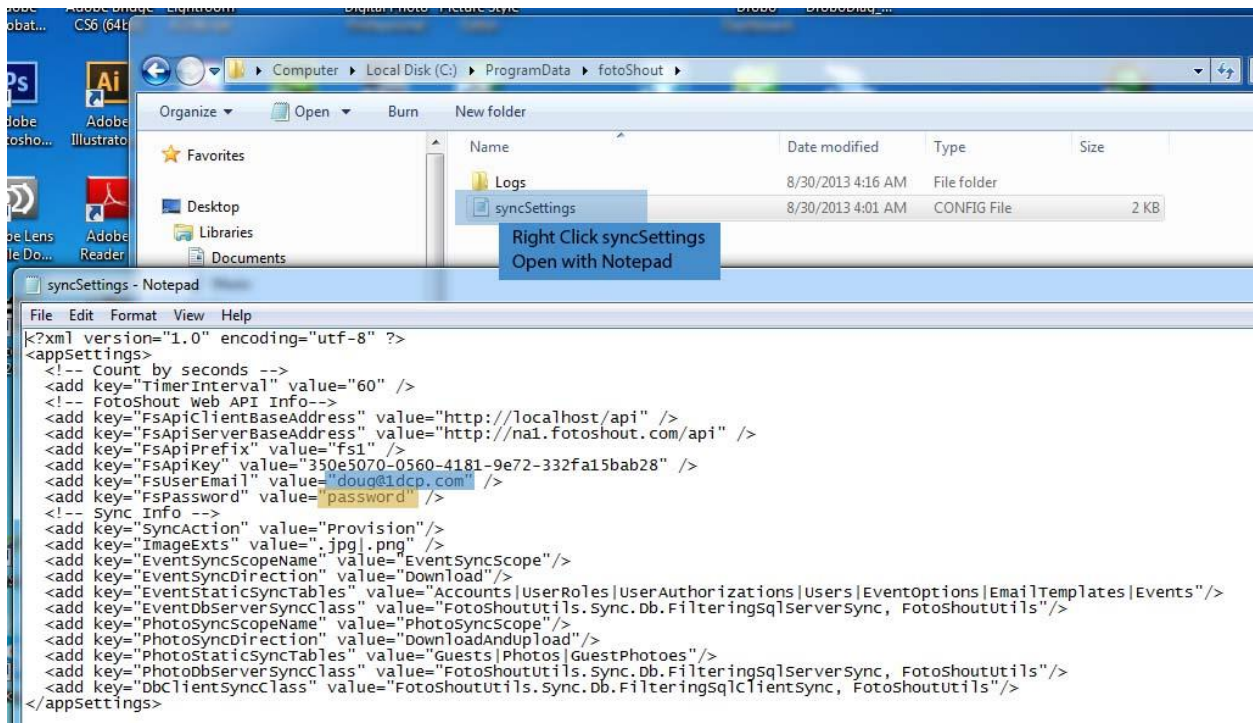 obat...
CS6 (64b
Computer ▸ Local Disk (C:) ▸ ProgramData ▸ fotoShout ▸
Ps
Ai
Organize Open Burn New folder
Adobe
Illustrato
Favorites
Name Date modified Type Size
Logs 8/30/2013 4:16 AM File folder
Desktop
syncSettings 8/30/2013 4:01 AM CONFIG File 2 KB
Libraries
Documents
Adobe
Reader
Right Click syncSettings
Open with Notepad
syncSettings - Notepad
File Edit Format View Help
<?xml version="1.0" encoding="utf-8" ?>
<appSettings>
<!-- Count by seconds -->
<add key="TimerInterval" value="60" />
<!-- FotoShout Web API Info-->
<add key="FsApiClientBaseAddress" value="http://localhost/api" />
<add key="FsApiServerBaseAddress" value="http://na1.fotoshout.com/api" />
<add key="FsApiPrefix" value="fs1" />
<add key="FsApiKey" value="350e5070-0560-4181-9e72-332fa15bab28" />
<add key="FsUserEmail" value="doug@1dcp.com" />
<add key="FsPassword" value="password" />
<!-- Sync Info -->
<add key="SyncAction" value="Provision"/>
<add key="ImageExts" value=".jpg|.png" />
<add key="EventSyncScopeName" value="EventSyncScope"/>
<add key="EventSyncDirection" value="Download"/>
<add key="EventStaticSyncTables" value="Accounts|UserRoles|UserAuthorizations|Users|EventOptions|EmailTemplates|Events"/>
<add key="EventDbServerSyncClass" value="FotoShoutUtils.Sync.Db.FilteringSqlServerSync, FotoShoutUtils"/>
<add key="PhotoSyncScopeName" value="PhotoSyncScope"/>
<add key="PhotoSyncDirection" value="DownloadAndUpload"/>
<add key="PhotoStaticSyncTables" value="Guests|Photos|GuestPhotoes"/>
<add key="PhotoDbServerSyncClass" value="FotoShoutUtils.Sync.Db.FilteringSqlServerSync, FotoShoutUtils"/>
<add key="DbClientSyncClass" value="FotoShoutUtils.Sync.Db.FilteringSqlClientSync, FotoShoutUtils"/>
</appSettings>